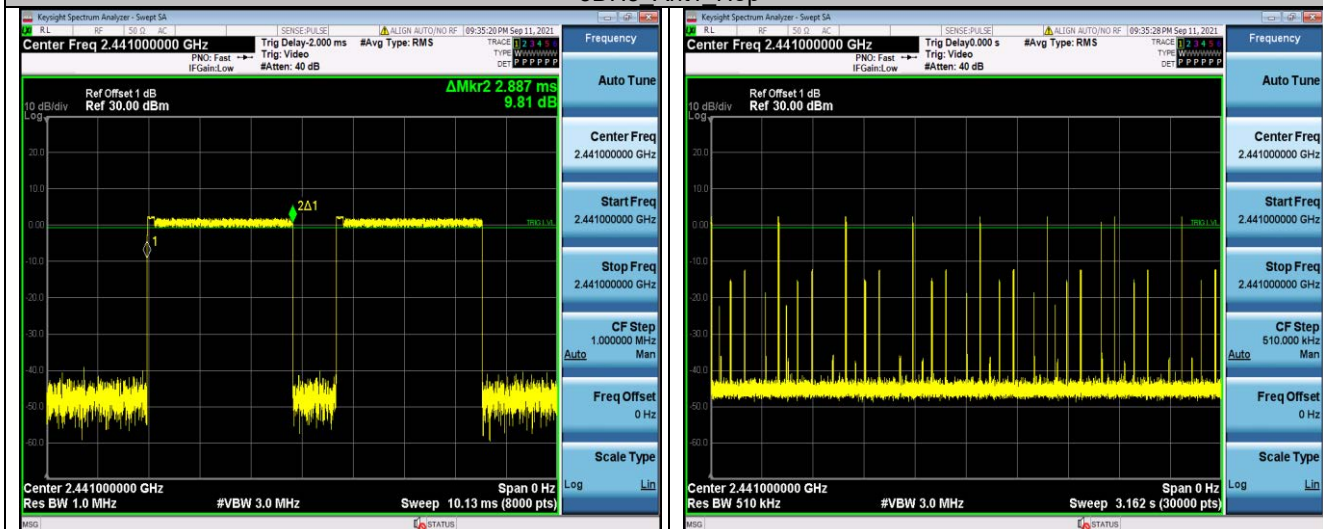 Keysight Spectrum Analyzer - Swept SA
RL RF 50 Ω AC SENSE:PULSE ALIGN AUTO/NO RF 09:35:20 PM Sep 11, 2021
Center Freq 2.441000000 GHz
PNO: Fast
IFGain:Low
Trig Delay-2.000 ms
Trig: Video
#Atten: 40 dB
#Avg Type: RMS
TRACE 1 2 3 4 5 6
TYPE WWWWWW
DET P P P P P P
Frequency
ΔMkr2 2.887 ms
9.81 dB
Ref Offset 1 dB
10 dB/div Ref 30.00 dBm
Log
20.0
10.0
0.00
-10.0
-20.0
-30.0
-40.0
-50.0
-60.0
2Δ1
1
TRIG LVL
Center 2.441000000 GHz Span 0 Hz
Res BW 1.0 MHz #VBW 3.0 MHz Sweep 10.13 ms (8000 pts)
MSG STATUS
Auto Tune
Center Freq
2.441000000 GHz
Start Freq
2.441000000 GHz
Stop Freq
2.441000000 GHz
CF Step
1.000000 MHz
Auto Man
Freq Offset
0 Hz
Scale Type
Log Lin
Keysight Spectrum Analyzer - Swept SA
RL RF 50 Ω AC SENSE:PULSE ALIGN AUTO/NO RF 09:35:28 PM Sep 11, 2021
Center Freq 2.441000000 GHz
PNO: Fast
IFGain:Low
Trig Delay0.000 s
Trig: Video
#Atten: 40 dB
#Avg Type: RMS
TRACE 1 2 3 4 5 6
TYPE WWWWWW
DET P P P P P P
Frequency
Ref Offset 1 dB
10 dB/div Ref 30.00 dBm
Log
20.0
10.0
0.00
-10.0
-20.0
-30.0
-40.0
-50.0
-60.0
TRIG LVL
Center 2.441000000 GHz Span 0 Hz
Res BW 510 kHz #VBW 3.0 MHz Sweep 3.162 s (30000 pts)
MSG STATUS
Auto Tune
Center Freq
2.441000000 GHz
Start Freq
2.441000000 GHz
Stop Freq
2.441000000 GHz
CF Step
510.000 kHz
Auto Man
Freq Offset
0 Hz
Scale Type
Log Lin